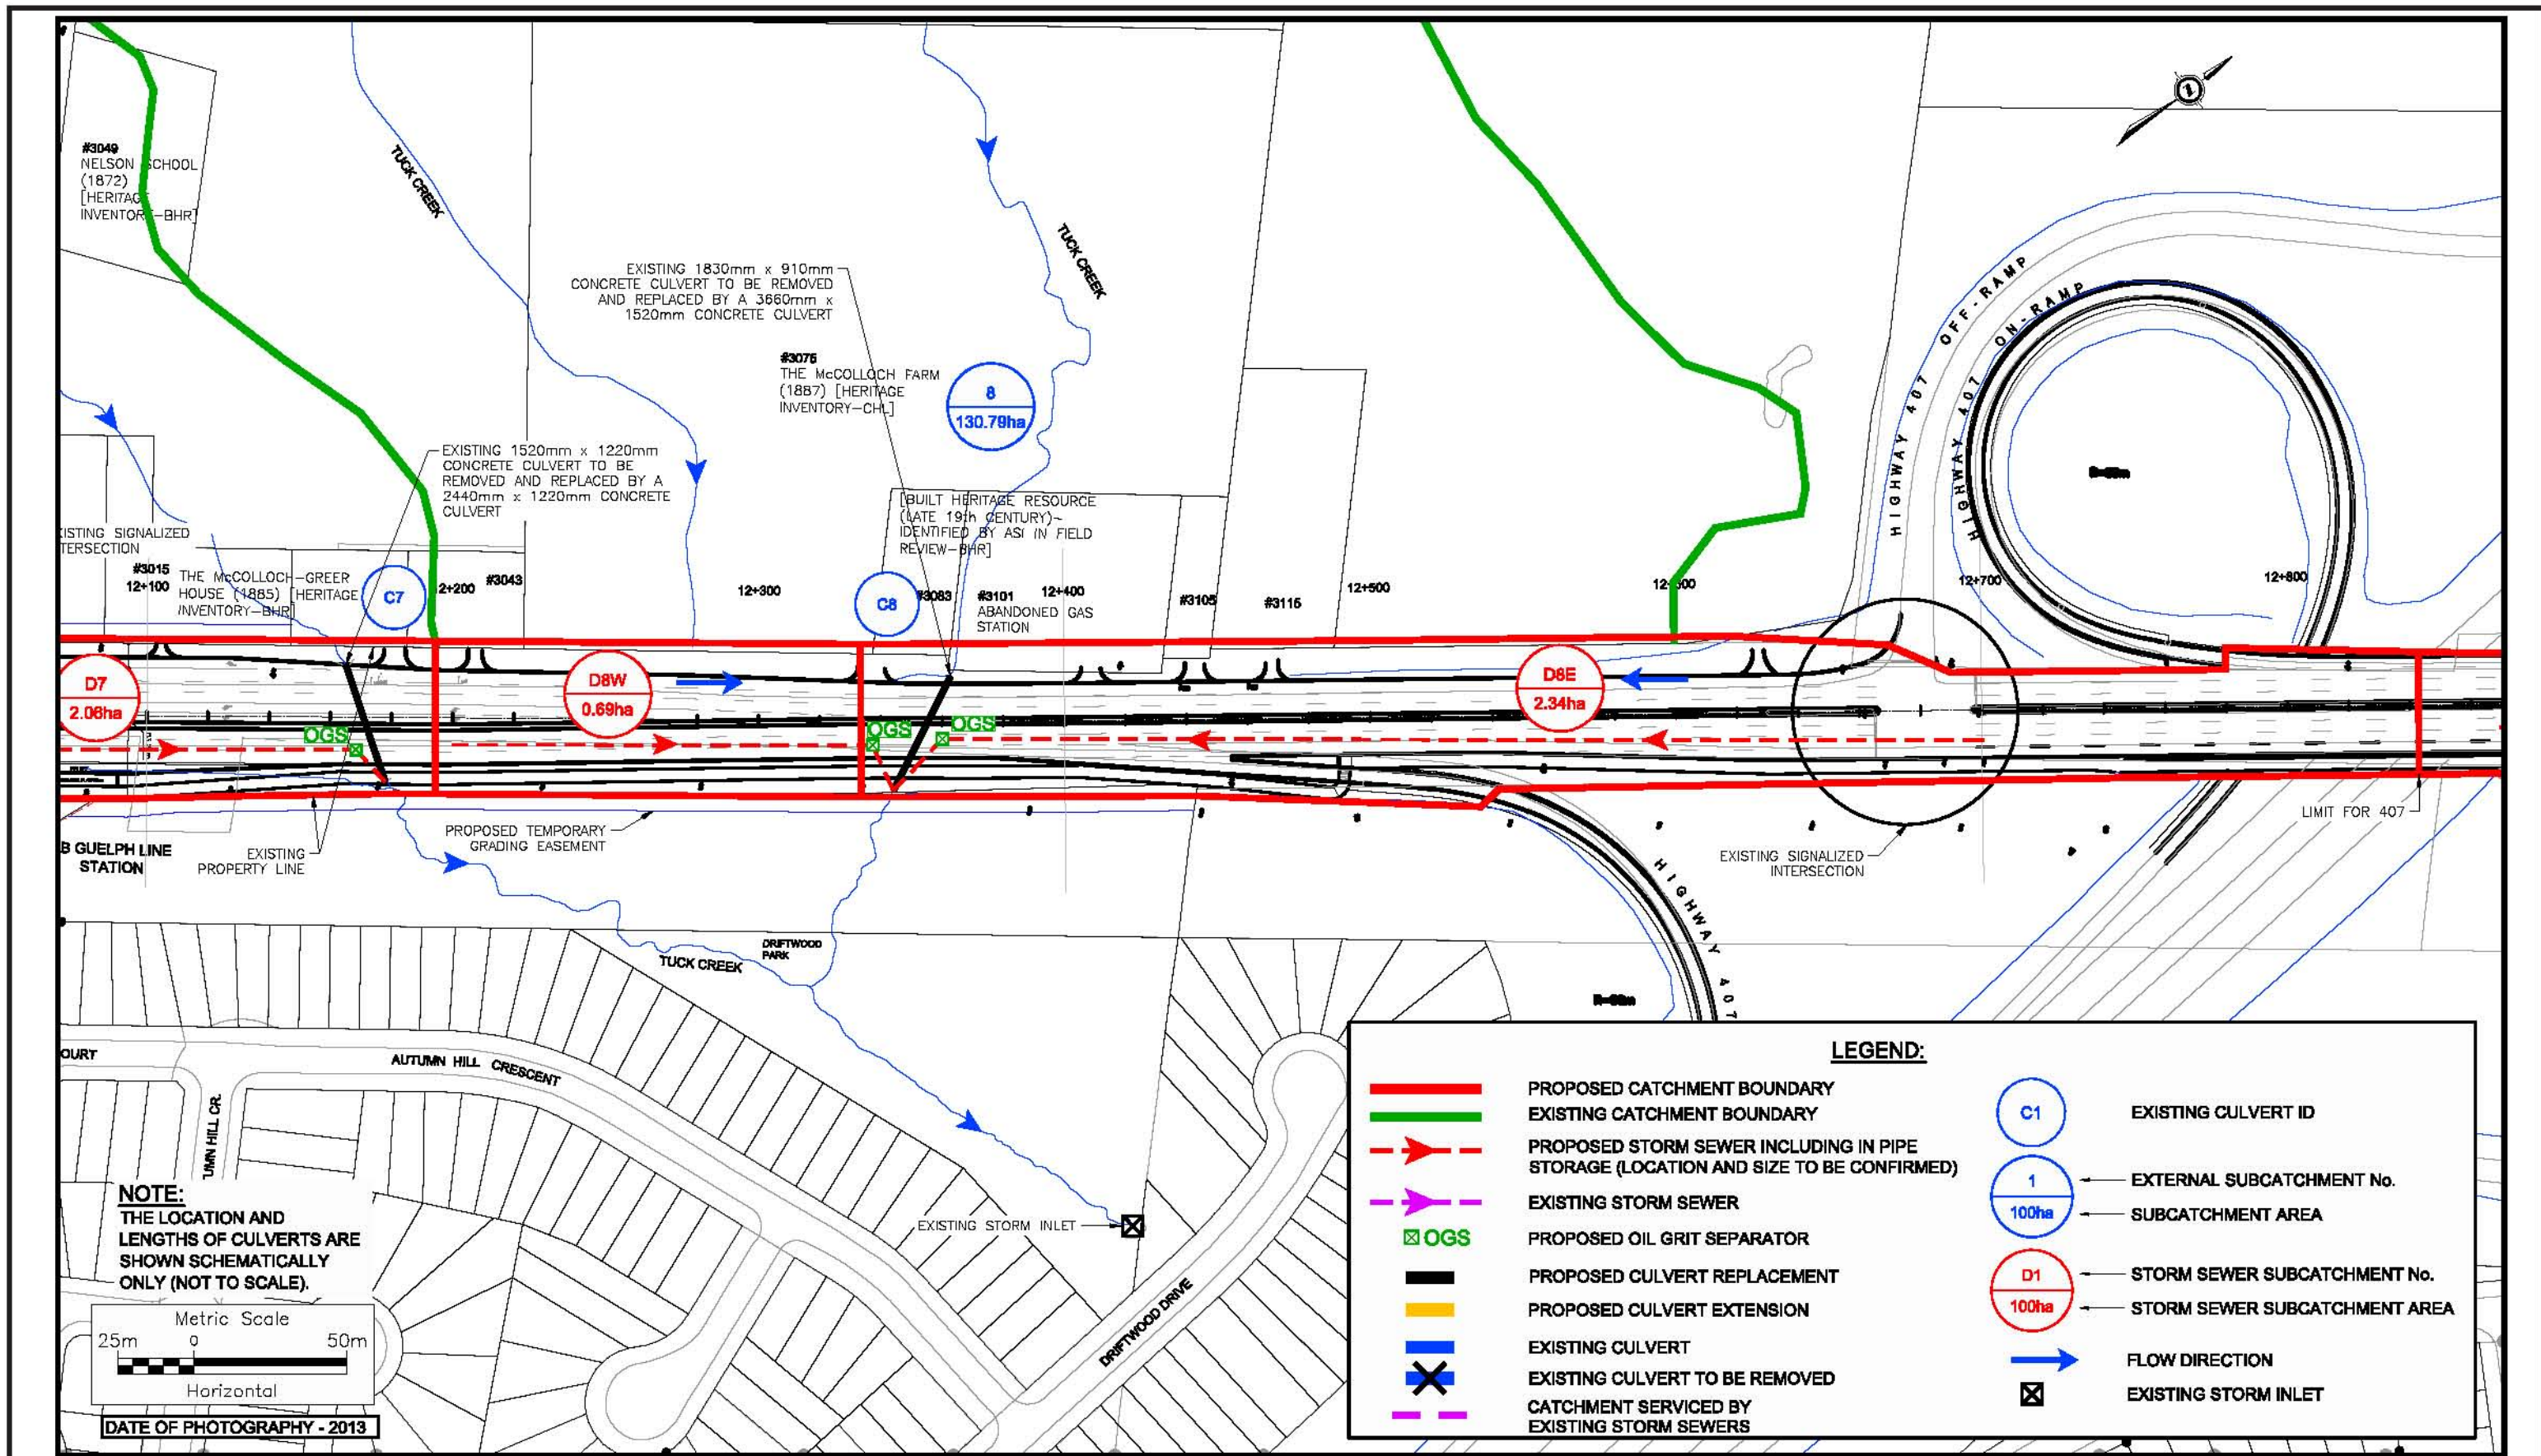 #3049
NELSON SCHOOL
(1872)
[HERITAGE
INVENTORY-BHR]
TUCK CREEK
TUCK CREEK
EXISTING 1830mm x 910mm
CONCRETE CULVERT TO BE REMOVED
AND REPLACED BY A 3660mm x
1520mm CONCRETE CULVERT
#3075
THE McCOLLOCH FARM
(1887) [HERITAGE
INVENTORY-CHL]
8
130.79ha
HIGHWAY 407 OFF-RAMP
HIGHWAY 407 ON-RAMP
EXISTING 1520mm x 1220mm
CONCRETE CULVERT TO BE
REMOVED AND REPLACED BY A
2440mm x 1220mm CONCRETE
CULVERT
[BUILT HERITAGE RESOURCE
(LATE 19th CENTURY)-
IDENTIFIED BY ASI IN FIELD
REVIEW-BHR]
ISTING SIGNALIZED
TERSECTION
#3015
12+100
THE McCOLLOCH-GREER
HOUSE (1885) [HERITAGE
INVENTORY-BHR]
C7
12+200
#3043
12+300
C8
#3083
#3101
ABANDONED GAS
STATION
12+400
#3105
#3115
12+500
12+600
12+700
12+800
D7
2.06ha
D8W
0.69ha
D8E
2.34ha
OGS
OGS
OGS
B GUELPH LINE
STATION
EXISTING
PROPERTY LINE
PROPOSED TEMPORARY
GRADING EASEMENT
EXISTING SIGNALIZED
INTERSECTION
LIMIT FOR 407
HIGHWAY 407
DRIFTWOOD
PARK
TUCK CREEK
OURT
AUTUMN HILL CRESCENT
UMN HILL CR.
EXISTING STORM INLET
DRIFTWOOD DRIVE
NOTE:
THE LOCATION AND
LENGTHS OF CULVERTS ARE
SHOWN SCHEMATICALLY
ONLY (NOT TO SCALE).
Metric Scale
25m 0 50m
Horizontal
DATE OF PHOTOGRAPHY - 2013
LEGEND:
PROPOSED CATCHMENT BOUNDARY
EXISTING CATCHMENT BOUNDARY
PROPOSED STORM SEWER INCLUDING IN PIPE
STORAGE (LOCATION AND SIZE TO BE CONFIRMED)
EXISTING STORM SEWER
OGS PROPOSED OIL GRIT SEPARATOR
PROPOSED CULVERT REPLACEMENT
PROPOSED CULVERT EXTENSION
EXISTING CULVERT
EXISTING CULVERT TO BE REMOVED
CATCHMENT SERVICED BY
EXISTING STORM SEWERS
C1 EXISTING CULVERT ID
1 EXTERNAL SUBCATCHMENT No.
100ha SUBCATCHMENT AREA
D1 STORM SEWER SUBCATCHMENT No.
100ha STORM SEWER SUBCATCHMENT AREA
FLOW DIRECTION
EXISTING STORM INLET